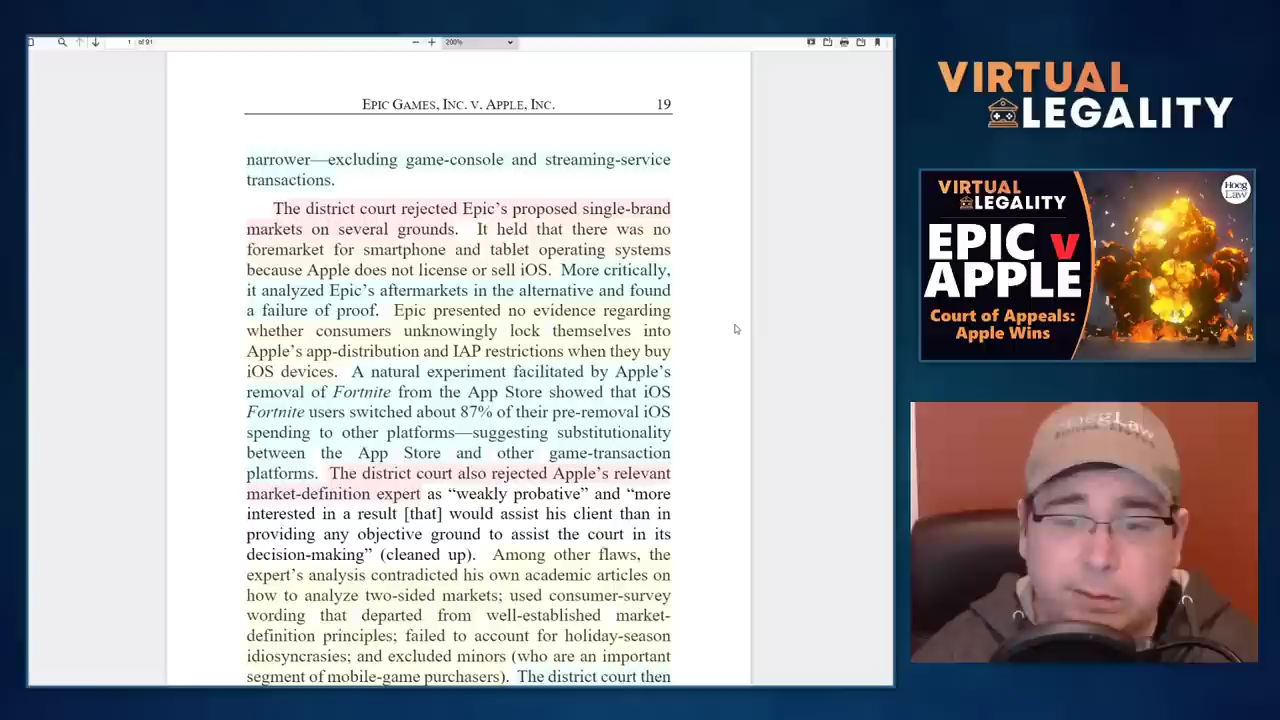 1 of 91
200%
EPIC GAMES, INC. V. APPLE, INC. 19
narrower—excluding game-console and streaming-service
transactions.
The district court rejected Epic’s proposed single-brand
markets on several grounds. It held that there was no
foremarket for smartphone and tablet operating systems
because Apple does not license or sell iOS. More critically,
it analyzed Epic’s aftermarkets in the alternative and found
a failure of proof. Epic presented no evidence regarding
whether consumers unknowingly lock themselves into
Apple’s app-distribution and IAP restrictions when they buy
iOS devices. A natural experiment facilitated by Apple’s
removal of Fortnite from the App Store showed that iOS
Fortnite users switched about 87% of their pre-removal iOS
spending to other platforms—suggesting substitutionality
between the App Store and other game-transaction
platforms. The district court also rejected Apple’s relevant
market-definition expert as “weakly probative” and “more
interested in a result [that] would assist his client than in
providing any objective ground to assist the court in its
decision-making” (cleaned up). Among other flaws, the
expert’s analysis contradicted his own academic articles on
how to analyze two-sided markets; used consumer-survey
wording that departed from well-established market-
definition principles; failed to account for holiday-season
idiosyncrasies; and excluded minors (who are an important
segment of mobile-game purchasers). The district court then
VIRTUAL
LEGALITY
VIRTUAL
LEGALITY
Hoeg
Law
EPIC v
APPLE
Court of Appeals:
Apple Wins
HoegLaw